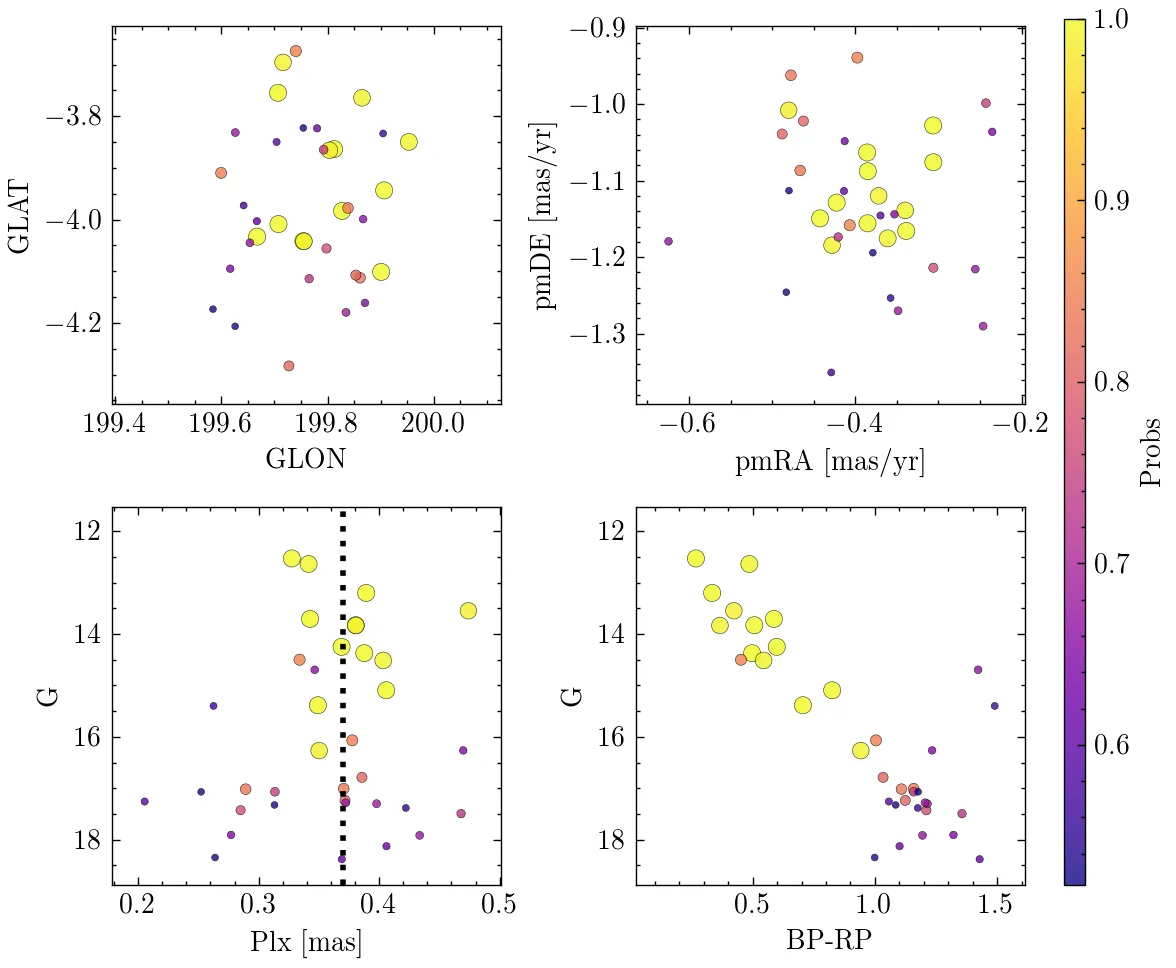 −3.8
−4.0
−4.2
GLAT
199.4 199.6 199.8 200.0
GLON
−0.9
−1.0
−1.1
−1.2
−1.3
pmDE [mas/yr]
−0.6 −0.4 −0.2
pmRA [mas/yr]
12
14
16
18
G
0.2 0.3 0.4 0.5
Plx [mas]
12
14
16
18
G
0.5 1.0 1.5
BP-RP
1.0
0.9
0.8
0.7
0.6
Probs